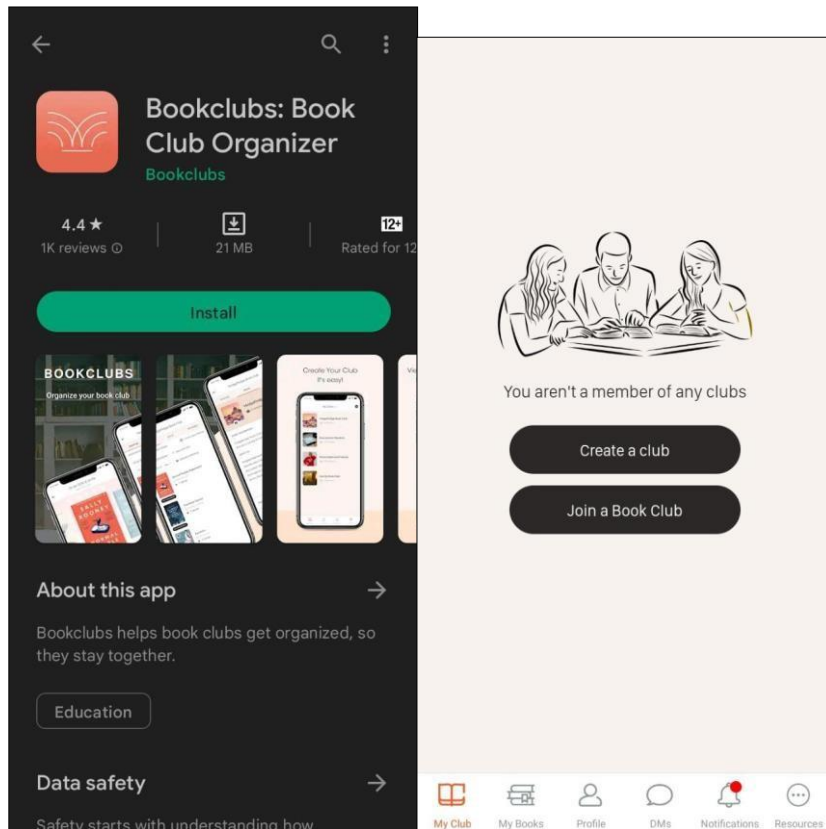 Bookclubs: Book
Club Organizer
Bookclubs
4.4 ★
1K reviews
21 MB
12+
Rated for 12
Install
BOOKCLUBS
Organize your book club
SALLY
ROONEY
NORMAL
Create Your Club
It's easy!
About this app
Bookclubs helps book clubs get organized, so
they stay together.
Education
Data safety
Safety starts with understanding how
You aren't a member of any clubs
Create a club
Join a Book Club
My Club
My Books
Profile
DMs
Notifications
Resources